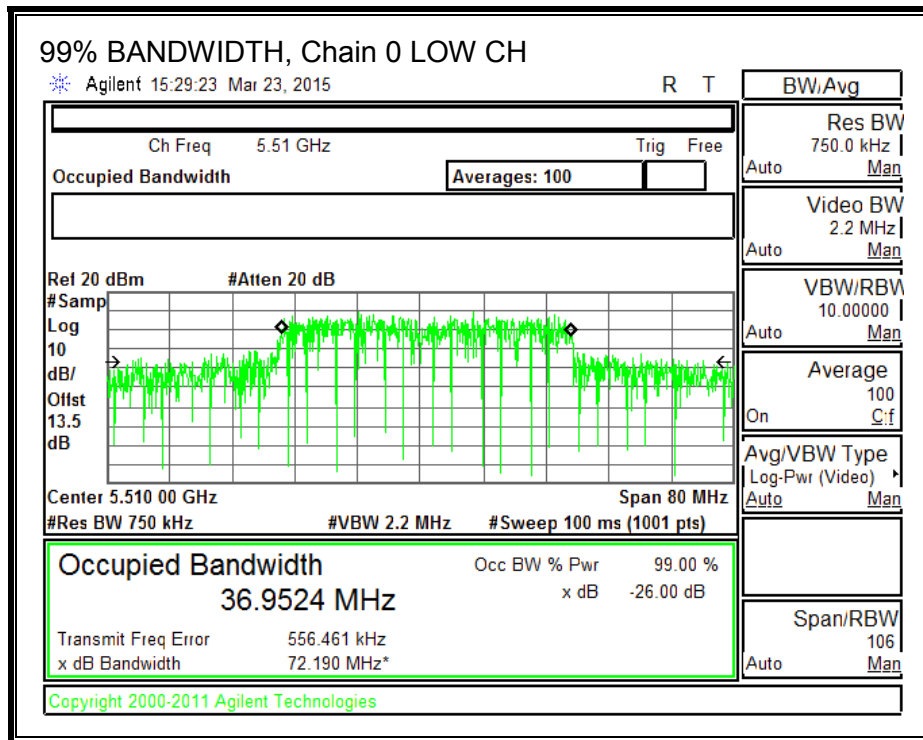 99% BANDWIDTH, Chain 0 LOW CH
Agilent 15:29:23 Mar 23, 2015 R T
BW/Avg
Ch Freq 5.51 GHz Trig Free
Occupied Bandwidth Averages: 100
Res BW
750.0 kHz
Auto Man
Video BW
2.2 MHz
Auto Man
VBW/RBW
10.00000
Auto Man
Average
100
On Off
Avg/VBW Type
Log-Pwr (Video)
Auto Man
Span/RBW
106
Auto Man
Ref 20 dBm #Atten 20 dB
#Samp
Log
10
dB/
Offst
13.5
dB
Center 5.510 00 GHz Span 80 MHz
#Res BW 750 kHz #VBW 2.2 MHz #Sweep 100 ms (1001 pts)
Occupied Bandwidth Occ BW % Pwr 99.00 %
36.9524 MHz x dB -26.00 dB
Transmit Freq Error 556.461 kHz
x dB Bandwidth 72.190 MHz*
Copyright 2000-2011 Agilent Technologies